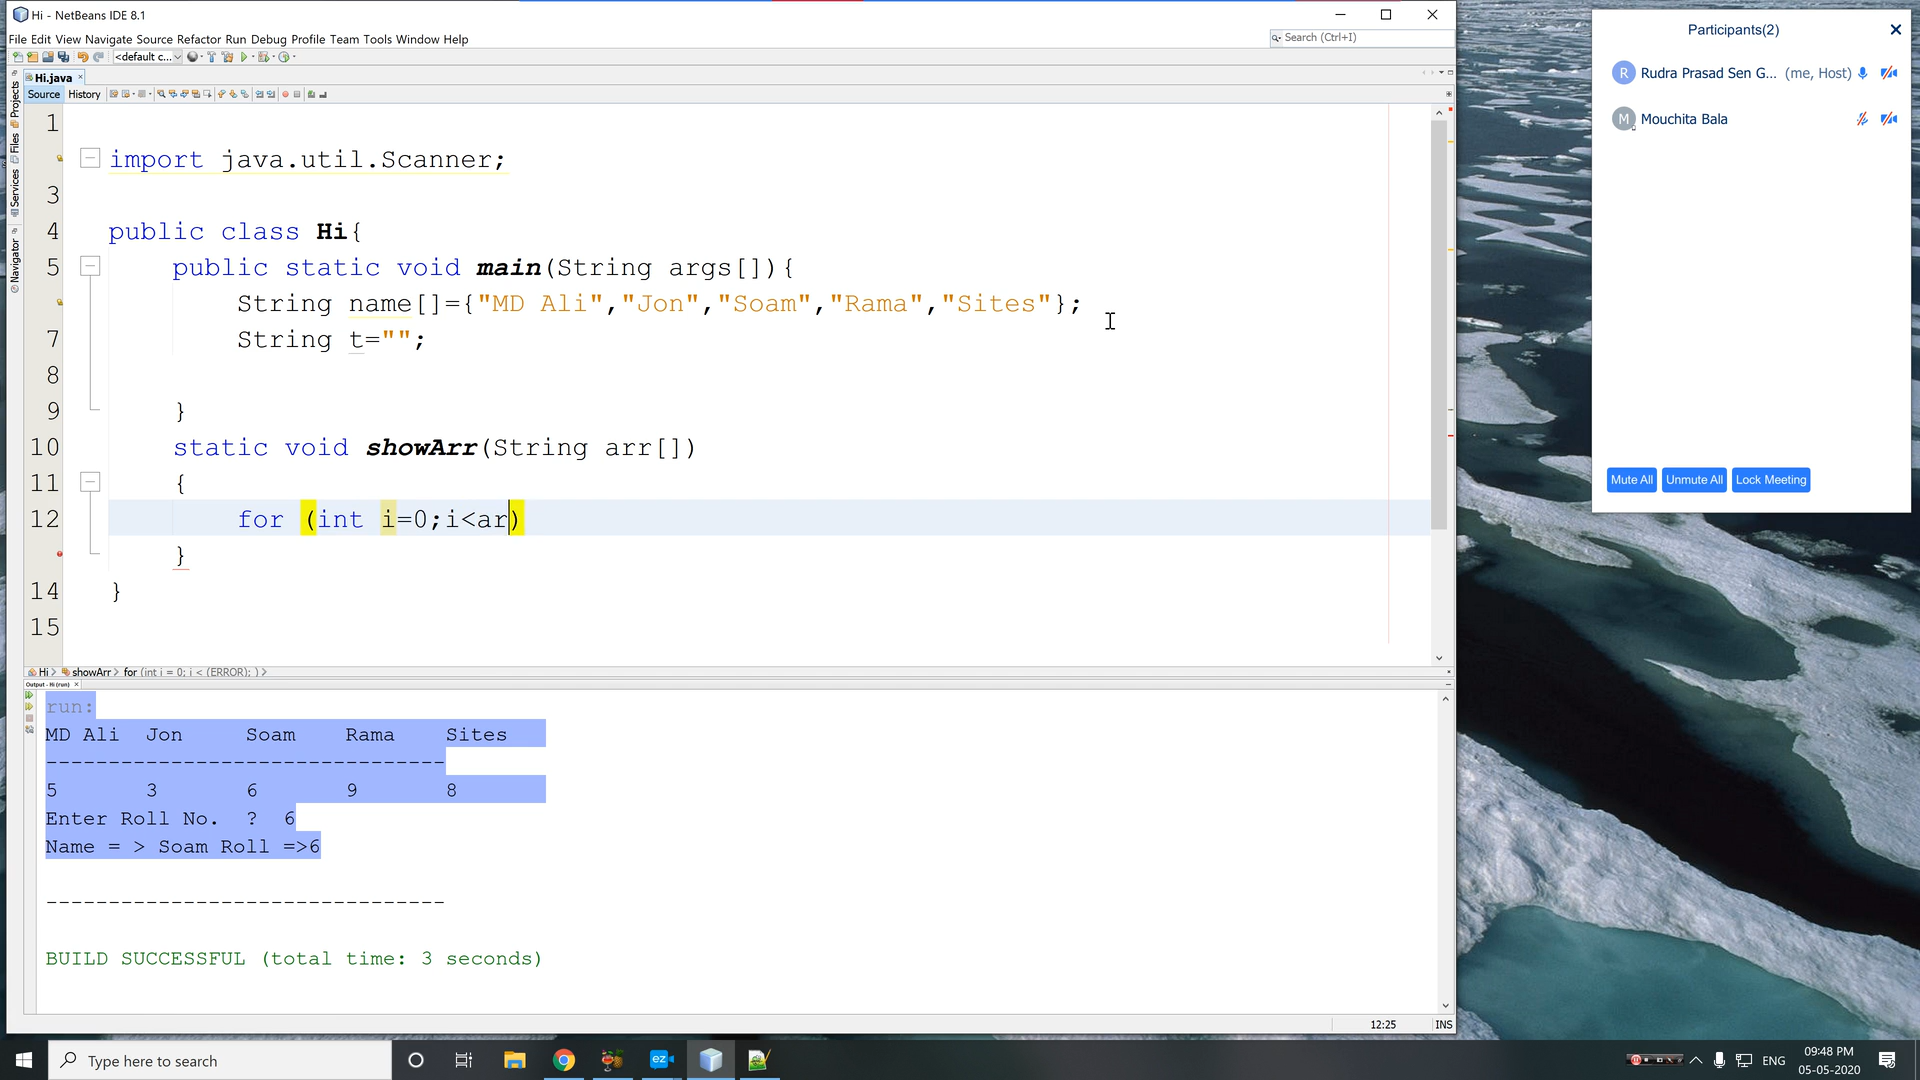 Hi - NetBeans IDE 8.1
File Edit View Navigate Source Refactor Run Debug Profile Team Tools Window Help
Search (Ctrl+I)
<default c...
Hi.java
Source History
Projects
Files
Services
Navigator
1
import java.util.Scanner;
3
4 public class Hi{
5 public static void main(String args[]){
String name[]={"MD Ali","Jon","Soam","Rama","Sites"};
7 String t="";
8
9 }
10 static void showArr(String arr[])
11 {
12 for (int i=0;i<ar)
}
14 }
15
Hi > showArr > for (int i = 0; i < (ERROR); ) >
Output - Hi (run)
run:
MD Ali Jon Soam Rama Sites
--------------------------------
5 3 6 9 8
Enter Roll No. ? 6
Name = > Soam Roll =>6
--------------------------------
BUILD SUCCESSFUL (total time: 3 seconds)
12:25 INS
Participants(2)
R Rudra Prasad Sen G... (me, Host)
M Mouchita Bala
Mute All Unmute All Lock Meeting
Type here to search
ez
ENG
09:48 PM
05-05-2020